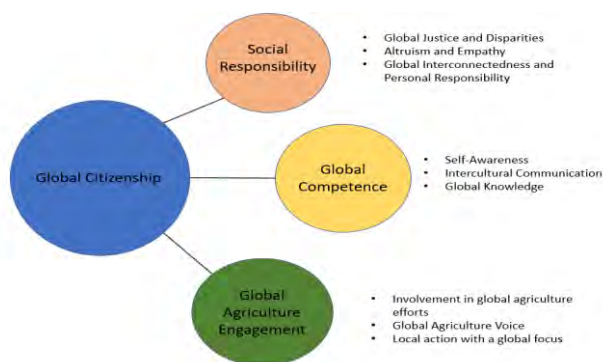 Social
Responsibility
• Global Justice and Disparities
• Altruism and Empathy
• Global Interconnectedness and
Personal Responsibility
Global Citizenship
Global
Competence
• Self-Awareness
• Intercultural Communication
• Global Knowledge
Global
Agriculture
Engagement
• Involvement in global agriculture
efforts
• Global Agriculture Voice
• Local action with a global focus